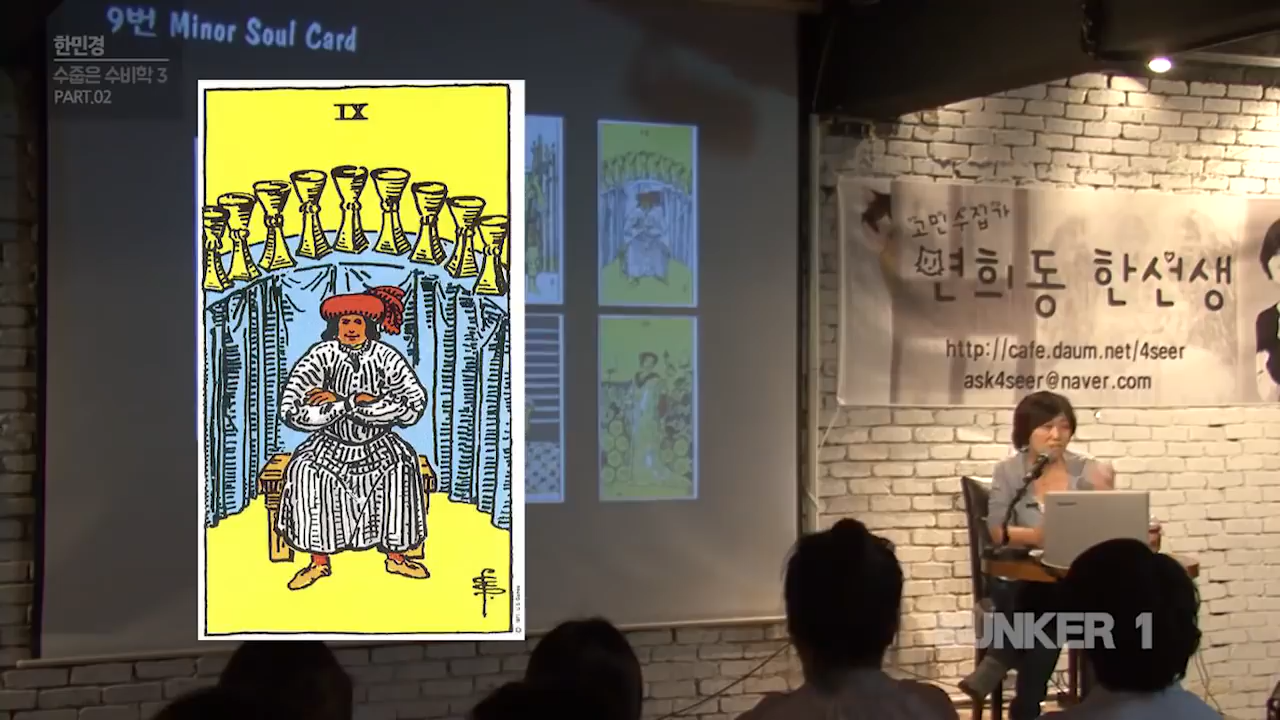 9번 Minor Soul Card
한민경
수줍은 수비학 3
PART.02
IX
"고민 수집가"
연희동 한선생
http://cafe.daum.net/4seer
ask4seer@naver.com
BUNKER 1